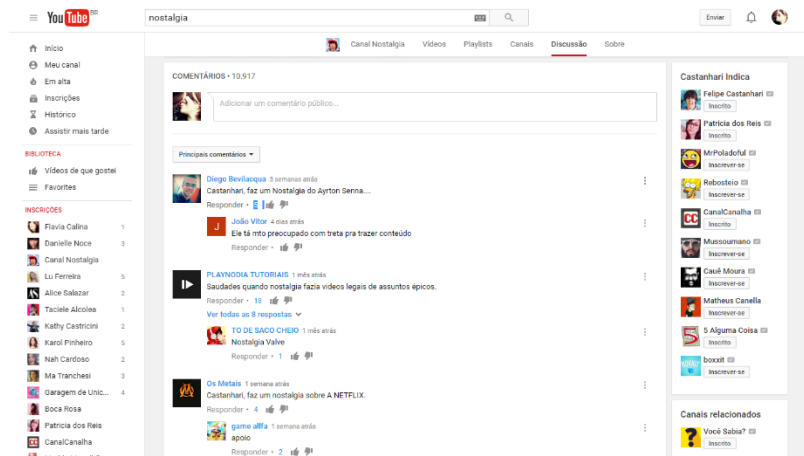 YouTube BR
nostalgia
Enviar
Início
Meu canal
Em alta
Inscrições
Histórico
Assistir mais tarde
BIBLIOTECA
Vídeos de que gostei
Favorites
INSCRIÇÕES
Flavia Calina 1
Danielle Noce 3
Canal Nostalgia
Lu Ferreira 5
Alice Salazar 2
Taciele Alcolea 1
Kathy Castricini 2
Karol Pinheiro 5
Nah Cardoso 2
Ma Tranchesi 3
Garagem de Unic... 4
Boca Rosa
Patricia dos Reis
CanalCanalha
Canal Nostalgia Vídeos Playlists Canais Discussão Sobre
COMENTÁRIOS • 10.917
Adicionar um comentário público...
Principais comentários
Diego Bevilacqua 3 semanas atrás
Castanhari, faz um Nostalgia do Ayrton Senna....
Responder •
J
João Vitor 4 dias atrás
Ele tá mto preocupado com treta pra trazer conteúdo
Responder •
PLAYNODIA TUTORIAIS 1 mês atrás
Saudades quando nostalgia fazia videos legais de assuntos épicos.
Responder • 13
Ver todas as 8 respostas
TO DE SACO CHEIO 1 mês atrás
Nostalgia Valve
Responder • 1
Os Metais 1 semana atrás
Castanhari, faz um nostalgia sobre A NETFLIX.
Responder • 4
game allfa 1 semana atrás
apoio
Responder • 2
Castanhari Indica
Felipe Castanhari
Inscrito
Patricia dos Reis
Inscrito
MrPoladoful
Inscrever-se
Rebosteio
Inscrever-se
CC
CanalCanalha
Inscrito
Mussoumano
Inscrever-se
Cauê Moura
Inscrever-se
Matheus Canella
Inscrever-se
5
5 Alguma Coisa
Inscrito
boxxit
Inscrever-se
Canais relacionados
?
Você Sabia?
Inscrito